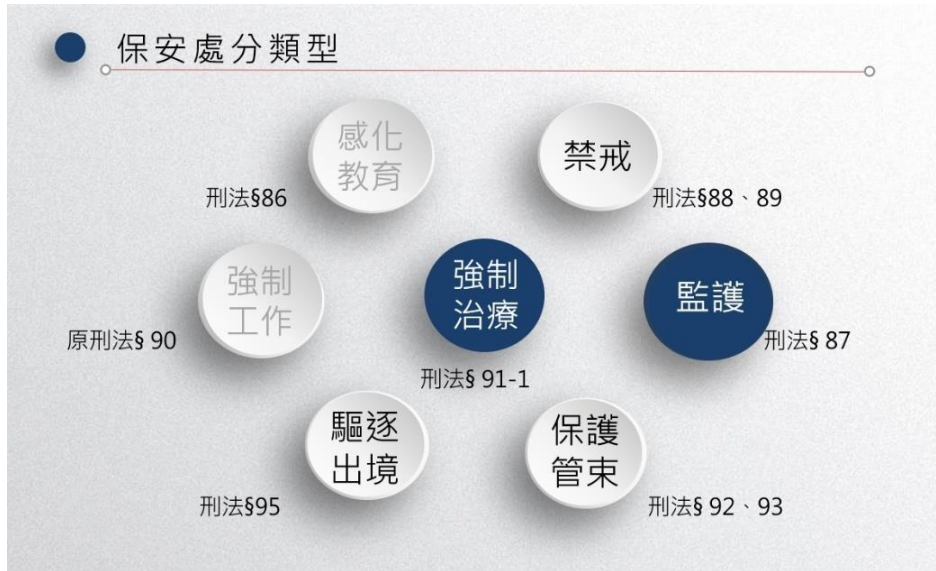 保安處分類型
感化
教育
刑法§86
禁戒
刑法§88、89
強制
工作
原刑法§ 90
強制
治療
刑法§ 91-1
監護
刑法§ 87
驅逐
出境
刑法§95
保護
管束
刑法§ 92、93